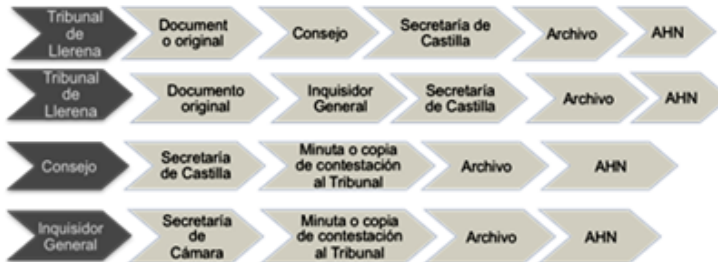 Tribunal
de
Llerena
Document
o original
Consejo
Secretaría de
Castilla
Archivo
AHN
Tribunal
de
Llerena
Documento
original
Inquisidor
General
Secretaría
de Castilla
Archivo
AHN
Consejo
Secretaría
de Castilla
Minuta o copia
de contestación
al Tribunal
Archivo
AHN
Inquisidor
General
Secretaría
de
Cámara
Minuta o copia
de contestación
al Tribunal
Archivo
AHN